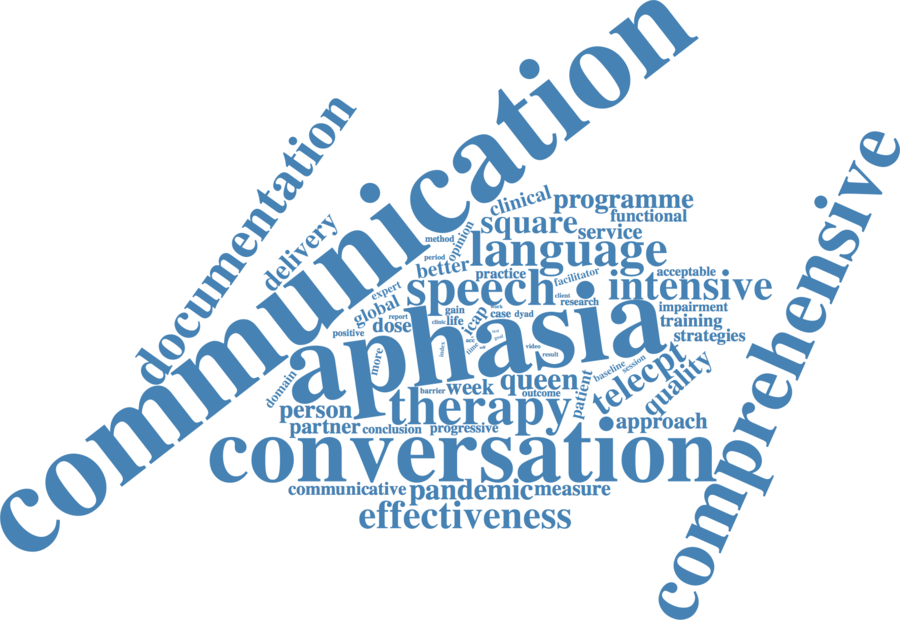 communication
documentation
comprehensive
delivery
clinical
programme
functional
square
service
opinion
method
language
period
better
practice
facilitator
acceptable
expert
speech
intensive
global
client
research
impairment
gain
icap
case
dyad
training
report
clinic
life
dose
positive
strategies
aphasia
index
time
video
result
more
telecpt
quality
baseline
session
domain
barrier
week
queen
outcome
patient
person
therapy
approach
partner
conclusion
progressive
conversation
communicative
pandemic
measure
effectiveness